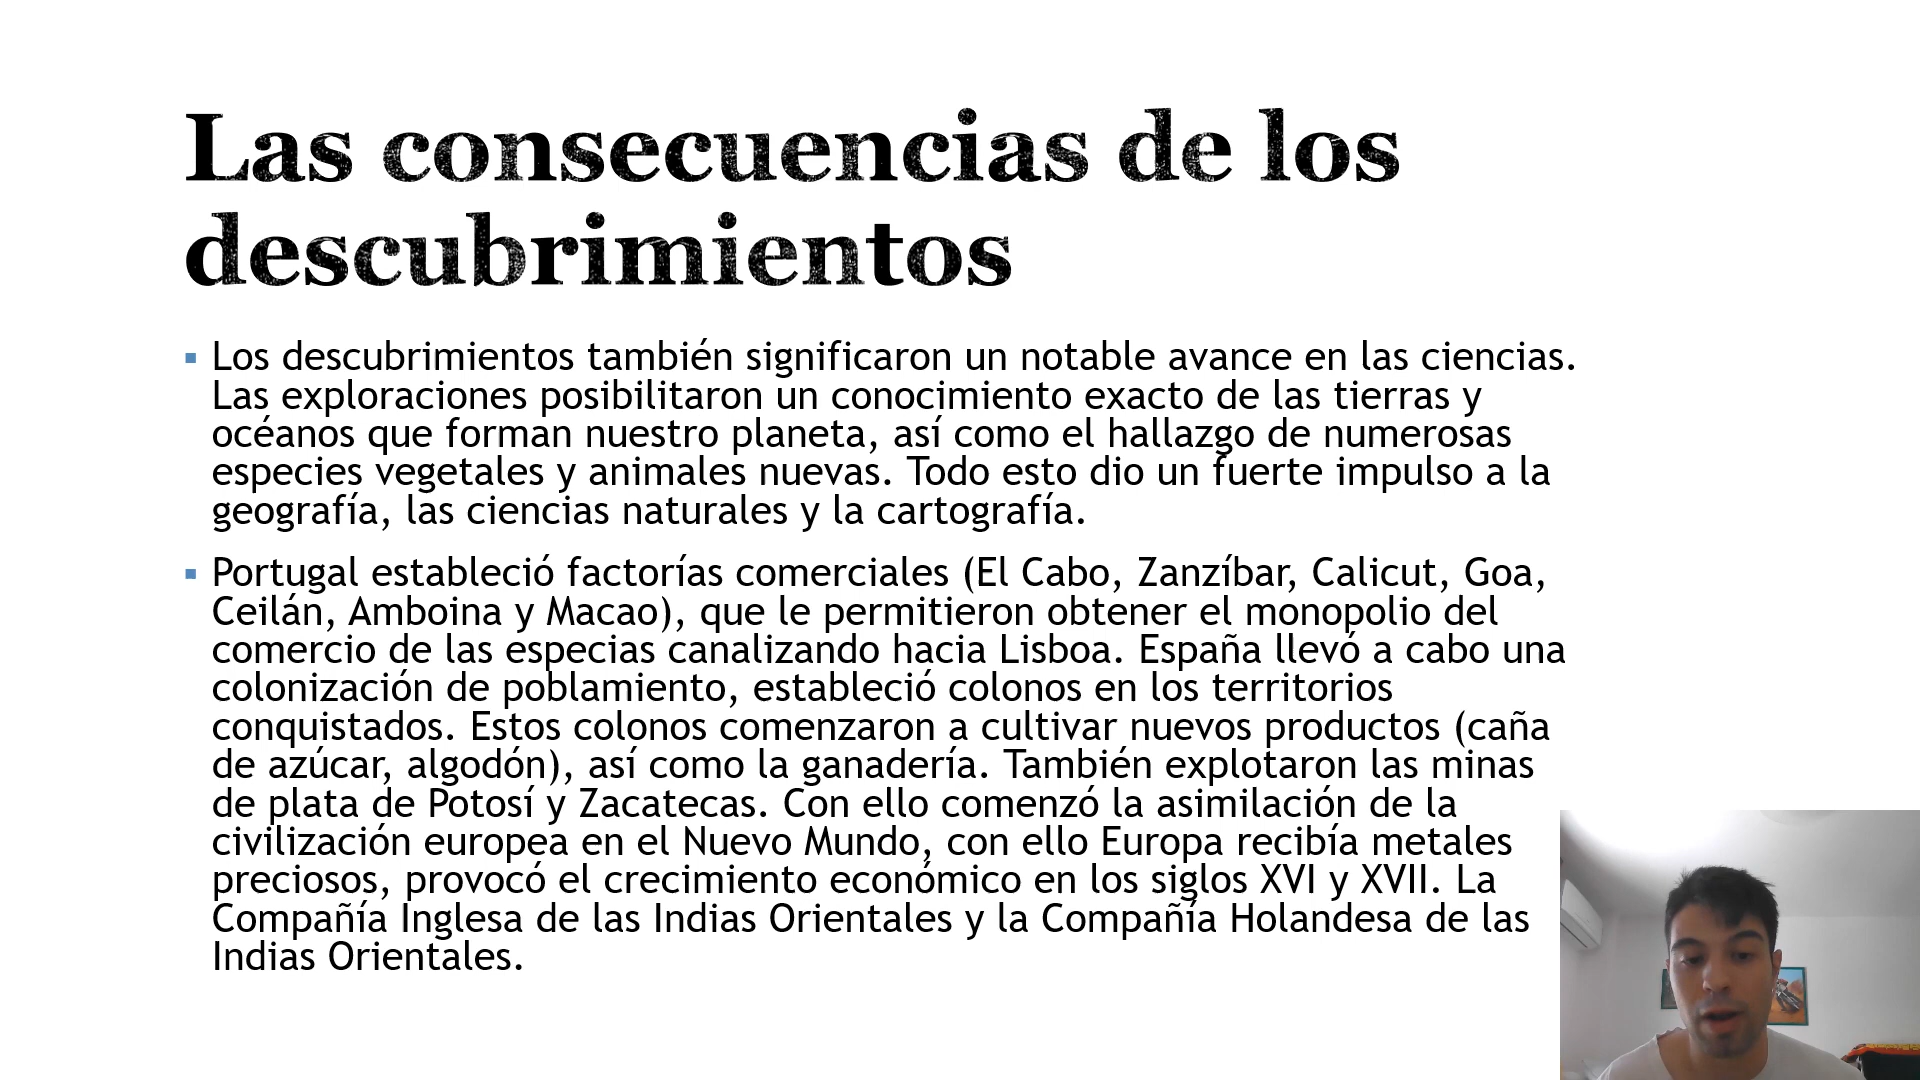 Las consecuencias de los
descubrimientos
Los descubrimientos también significaron un notable avance en las ciencias.
Las exploraciones posibilitaron un conocimiento exacto de las tierras y
océanos que forman nuestro planeta, así como el hallazgo de numerosas
especies vegetales y animales nuevas. Todo esto dio un fuerte impulso a la
geografía, las ciencias naturales y la cartografía.
Portugal estableció factorías comerciales (El Cabo, Zanzíbar, Calicut, Goa,
Ceilán, Amboina y Macao), que le permitieron obtener el monopolio del
comercio de las especias canalizando hacia Lisboa. España llevó a cabo una
colonización de poblamiento, estableció colonos en los territorios
conquistados. Estos colonos comenzaron a cultivar nuevos productos (caña
de azúcar, algodón), así como la ganadería. También explotaron las minas
de plata de Potosí y Zacatecas. Con ello comenzó la asimilación de la
civilización europea en el Nuevo Mundo, con ello Europa recibía metales
preciosos, provocó el crecimiento económico en los siglos XVI y XVII. La
Compañía Inglesa de las Indias Orientales y la Compañía Holandesa de las
Indias Orientales.